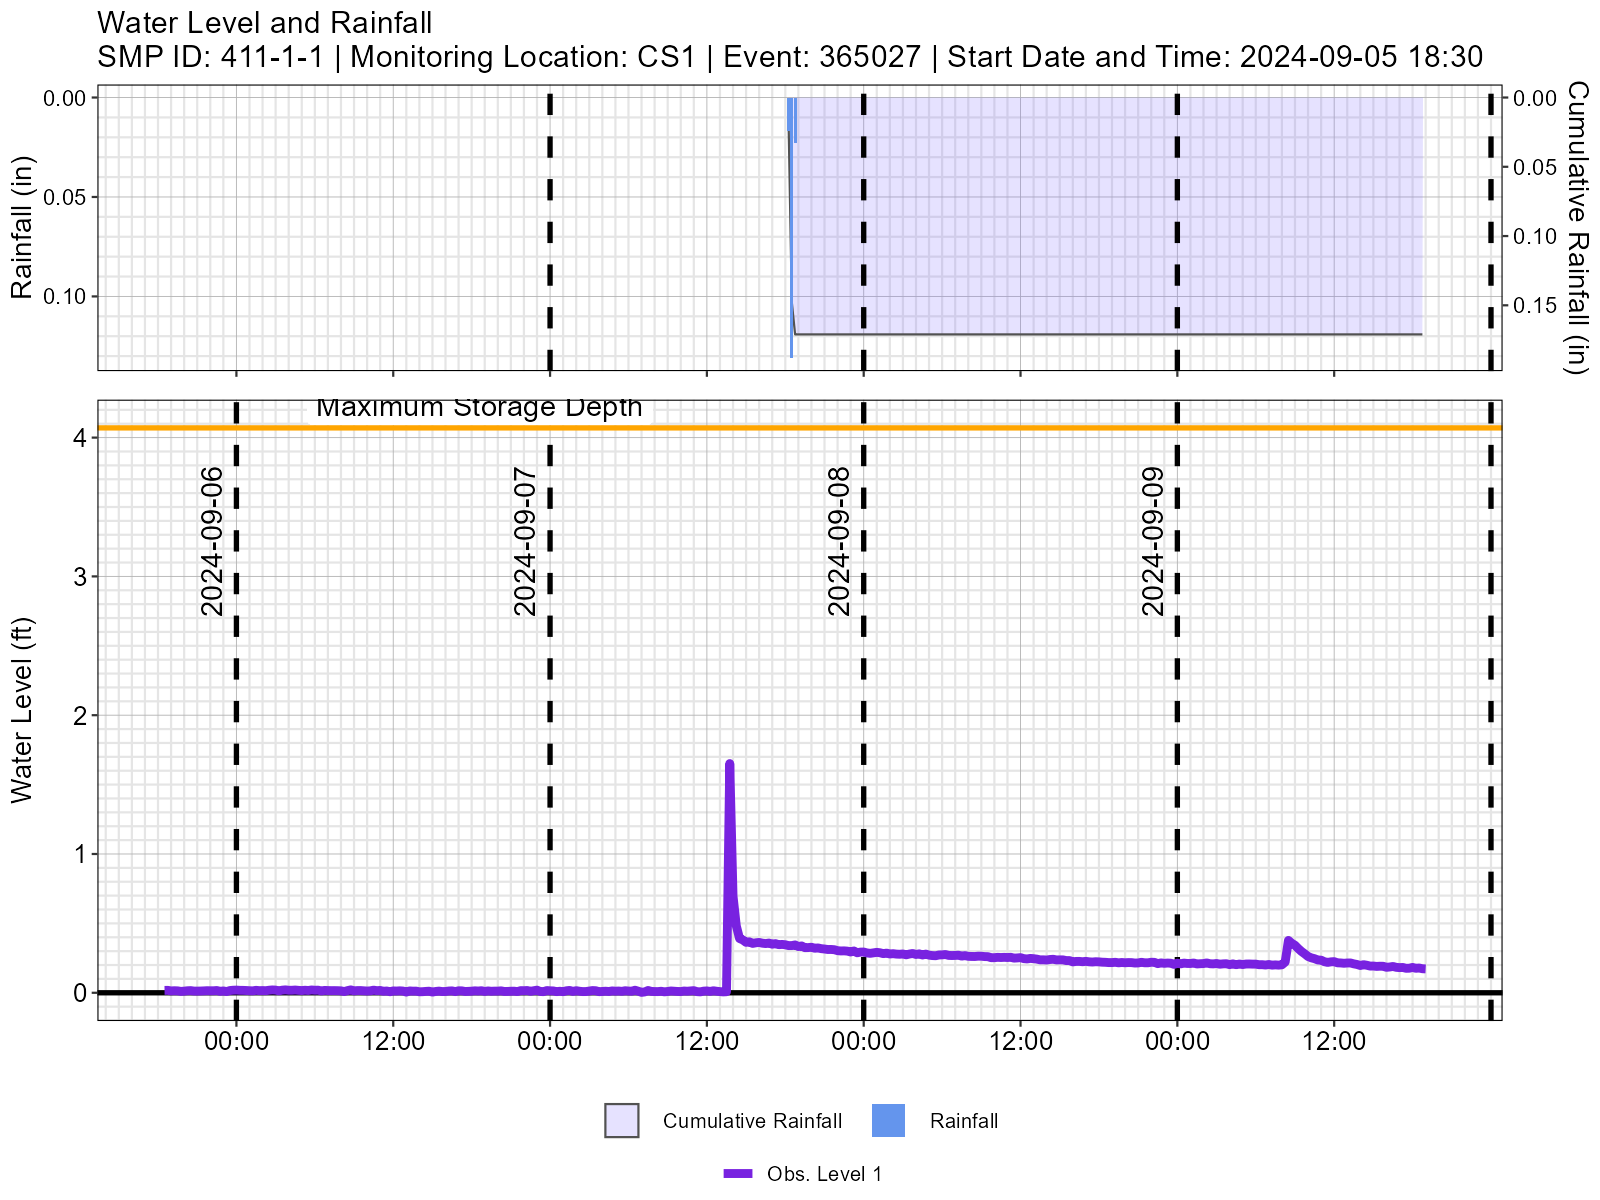 Water Level and Rainfall
SMP ID: 411-1-1 | Monitoring Location: CS1 | Event: 365027 | Start Date and Time: 2024-09-05 18:30
Rainfall (in)
0.00
0.05
0.10
0.00
0.05
0.10
0.15
Cumulative Rainfall (in)
Maximum Storage Depth
Water Level (ft)
4
3
2
1
0
2024-09-06
2024-09-07
2024-09-08
2024-09-09
00:00
12:00
00:00
12:00
00:00
12:00
00:00
12:00
Cumulative Rainfall
Rainfall
Obs. Level 1